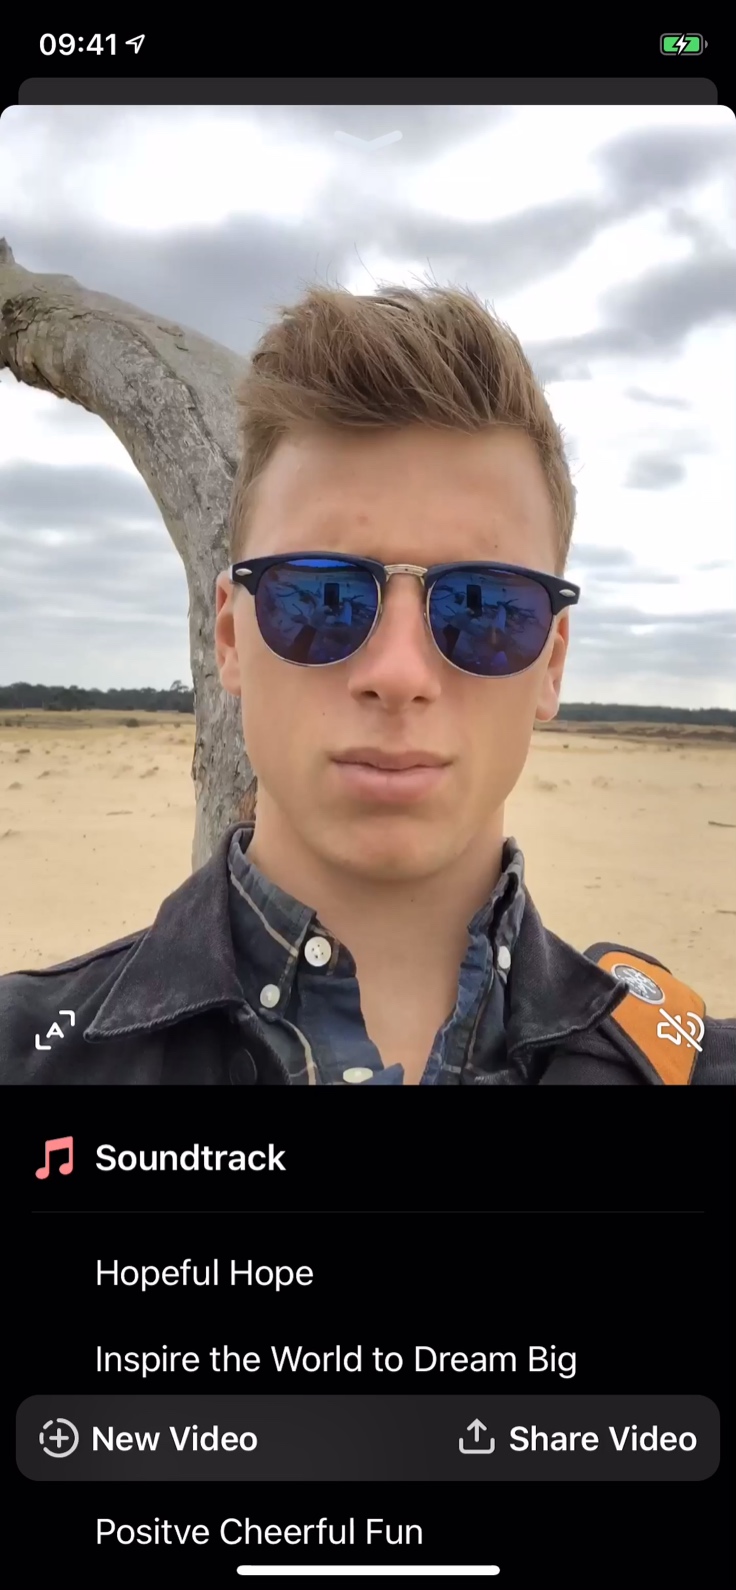 09:41
A
Soundtrack
Hopeful Hope
Inspire the World to Dream Big
New Video
Share Video
Positve Cheerful Fun